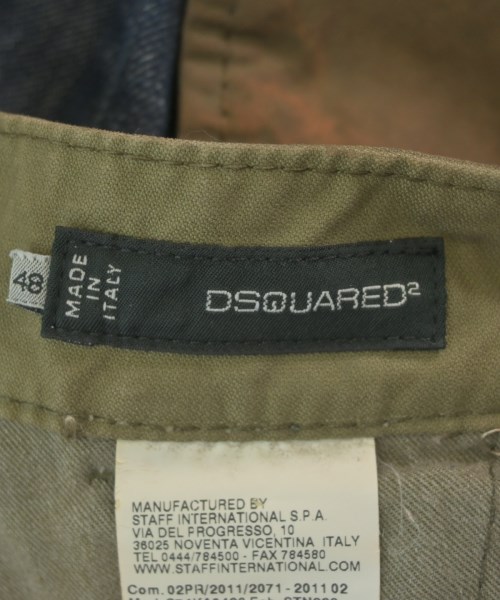 48
MADE
IN
ITALY
DSQUARED²
MANUFACTURED BY
STAFF INTERNATIONAL S.P.A.
VIA DEL PROGRESSO, 10
36025 NOVENTA VICENTINA ITALY
TEL 0444/784500 - FAX 784580
WWW.STAFFINTERNATIONAL.COM
Com. 02PR/2011/2071 - 2011 02